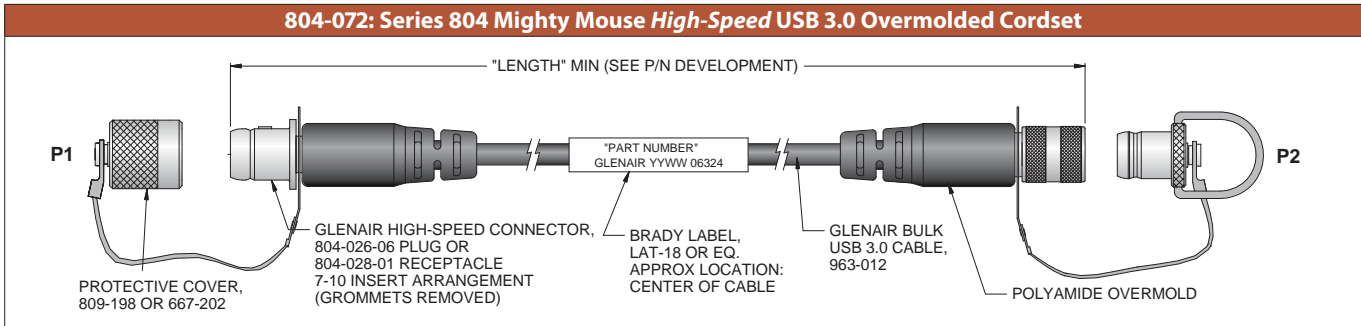 804-072: Series 804 Mighty Mouse High-Speed USB 3.0 Overmolded Cordset
"LENGTH" MIN (SEE P/N DEVELOPMENT)
P1
"PART NUMBER"
GLENAIR YYWW 06324
P2
PROTECTIVE COVER,
809-198 OR 667-202
GLENAIR HIGH-SPEED CONNECTOR,
804-026-06 PLUG OR
804-028-01 RECEPTACLE
7-10 INSERT ARRANGEMENT
(GROMMETS REMOVED)
BRADY LABEL,
LAT-18 OR EQ.
APPROX LOCATION:
CENTER OF CABLE
GLENAIR BULK
USB 3.0 CABLE,
963-012
POLYAMIDE OVERMOLD